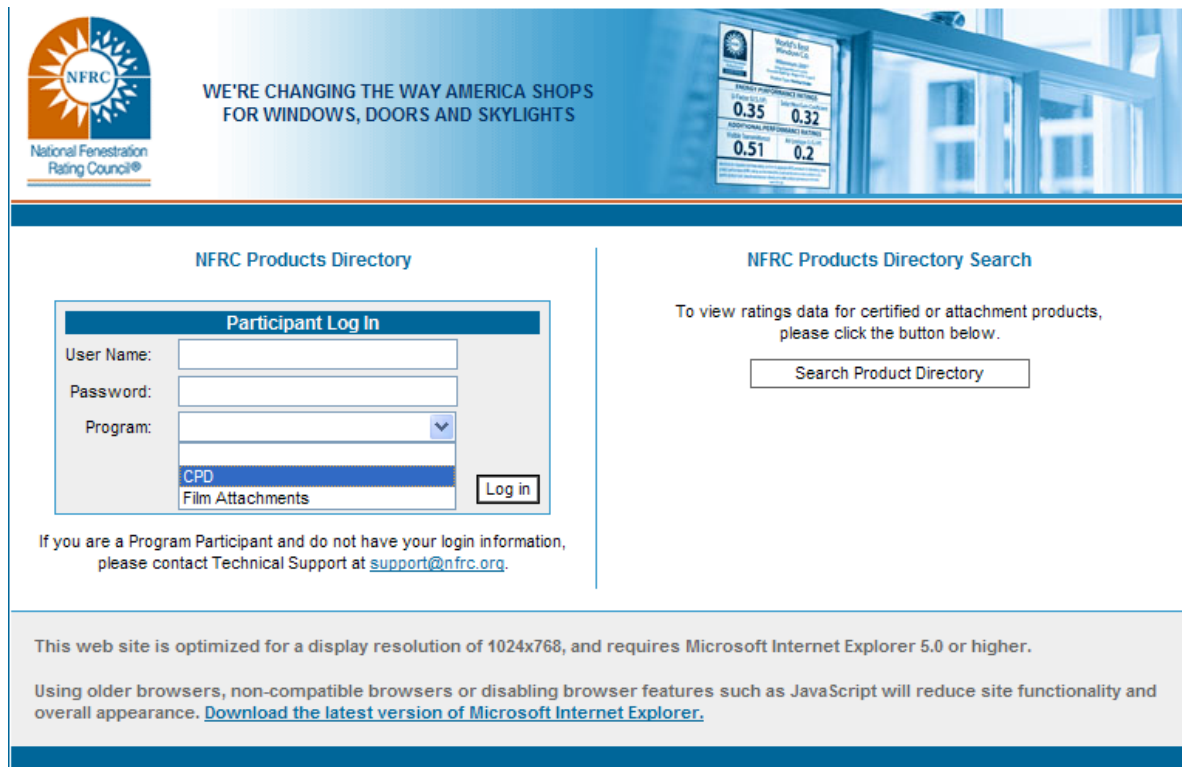 NFRC
National Fenestration
Rating Council®
WE'RE CHANGING THE WAY AMERICA SHOPS
FOR WINDOWS, DOORS AND SKYLIGHTS
World's Best
Window Co.
ENERGY PERFORMANCE RATINGS
0.35 0.32
ADDITIONAL PERFORMANCE RATINGS
0.51 0.2
NFRC Products Directory
Participant Log In
User Name:
Password:
Program:
CPD
Film Attachments
Log in
If you are a Program Participant and do not have your login information,
please contact Technical Support at support@nfrc.org.
NFRC Products Directory Search
To view ratings data for certified or attachment products,
please click the button below.
Search Product Directory
This web site is optimized for a display resolution of 1024x768, and requires Microsoft Internet Explorer 5.0 or higher.
Using older browsers, non-compatible browsers or disabling browser features such as JavaScript will reduce site functionality and
overall appearance. Download the latest version of Microsoft Internet Explorer.